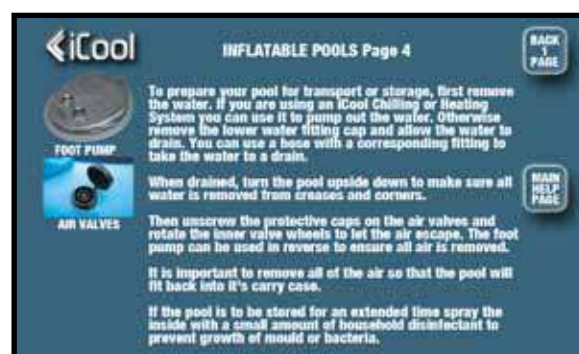 iCool
INFLATABLE POOLS Page 4
BACK
1
PAGE
To prepare your pool for transport or storage, first remove
the water. If you are using an iCool Chilling or Heating
System you can use it to pump out the water. Otherwise
remove the lower water fitting cap and allow the water to
drain. You can use a hose with a corresponding fitting to
take the water to a drain.
FOOT PUMP
When drained, turn the pool upside down to make sure all
water is removed from creases and corners.
MAIN
HELP
PAGE
AIR VALVES
Then unscrew the protective caps on the air valves and
rotate the inner valve wheels to let the air escape. The foot
pump can be used in reverse to ensure all air is removed.
It is important to remove all of the air so that the pool will
fit back into it's carry case.
If the pool is to be stored for an extended time spray the
inside with a small amount of household disinfectant to
prevent growth of mould or bacteria.